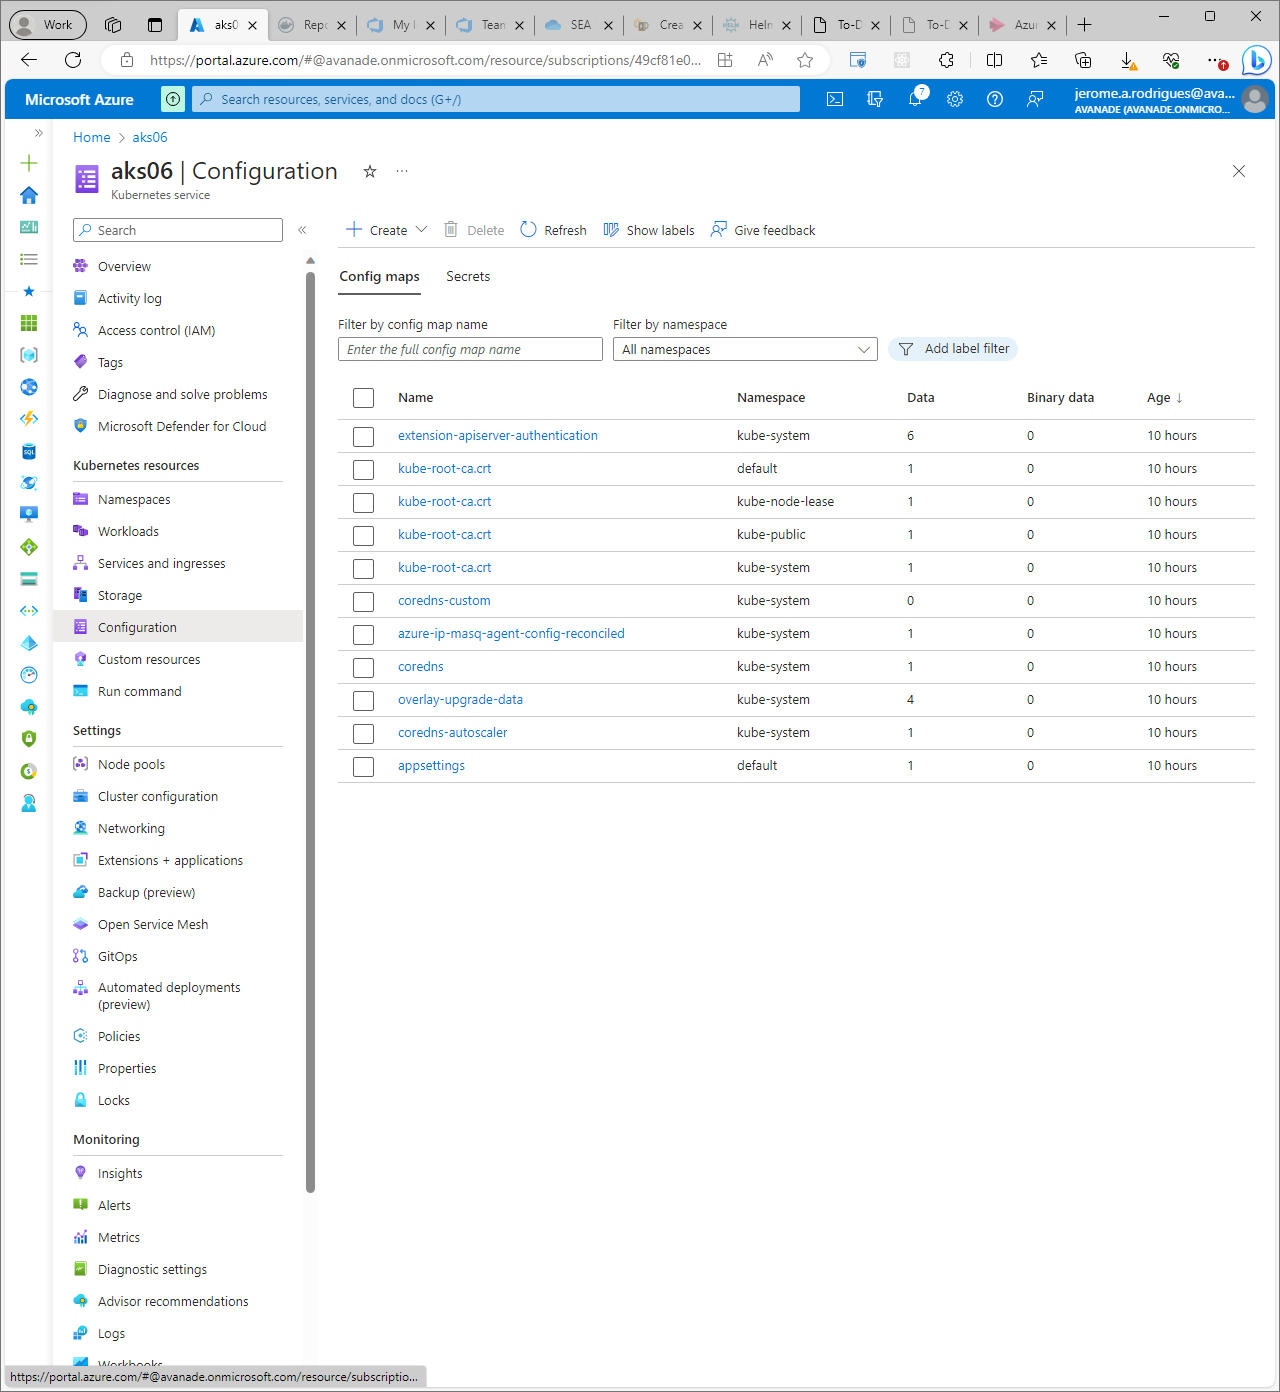 Work
aks0
Repo
My
Team
SEA
Crea
Heln
To-D
To-D
Azur
https://portal.azure.com/#@avanade.onmicrosoft.com/resource/subscriptions/49cf81e0...
Microsoft Azure
Search resources, services, and docs (G+/)
7
jerome.a.rodrigues@ava...
AVANADE (AVANADE.ONMICRO...
Home > aks06
aks06 | Configuration
Kubernetes service
Search
Create
Delete
Refresh
Show labels
Give feedback
Overview
Activity log
Access control (IAM)
Tags
Diagnose and solve problems
Microsoft Defender for Cloud
Kubernetes resources
Namespaces
Workloads
Services and ingresses
Storage
Configuration
Custom resources
Run command
Settings
Node pools
Cluster configuration
Networking
Extensions + applications
Backup (preview)
Open Service Mesh
GitOps
Automated deployments
(preview)
Policies
Properties
Locks
Monitoring
Insights
Alerts
Metrics
Diagnostic settings
Advisor recommendations
Logs
Workbooks
Config maps Secrets
Filter by config map name Filter by namespace
Enter the full config map name All namespaces Add label filter
Name Namespace Data Binary data Age ↓
extension-apiserver-authentication kube-system 6 0 10 hours
kube-root-ca.crt default 1 0 10 hours
kube-root-ca.crt kube-node-lease 1 0 10 hours
kube-root-ca.crt kube-public 1 0 10 hours
kube-root-ca.crt kube-system 1 0 10 hours
coredns-custom kube-system 0 0 10 hours
azure-ip-masq-agent-config-reconciled kube-system 1 0 10 hours
coredns kube-system 1 0 10 hours
overlay-upgrade-data kube-system 4 0 10 hours
coredns-autoscaler kube-system 1 0 10 hours
appsettings default 1 0 10 hours
https://portal.azure.com/#@avanade.onmicrosoft.com/resource/subscriptio...